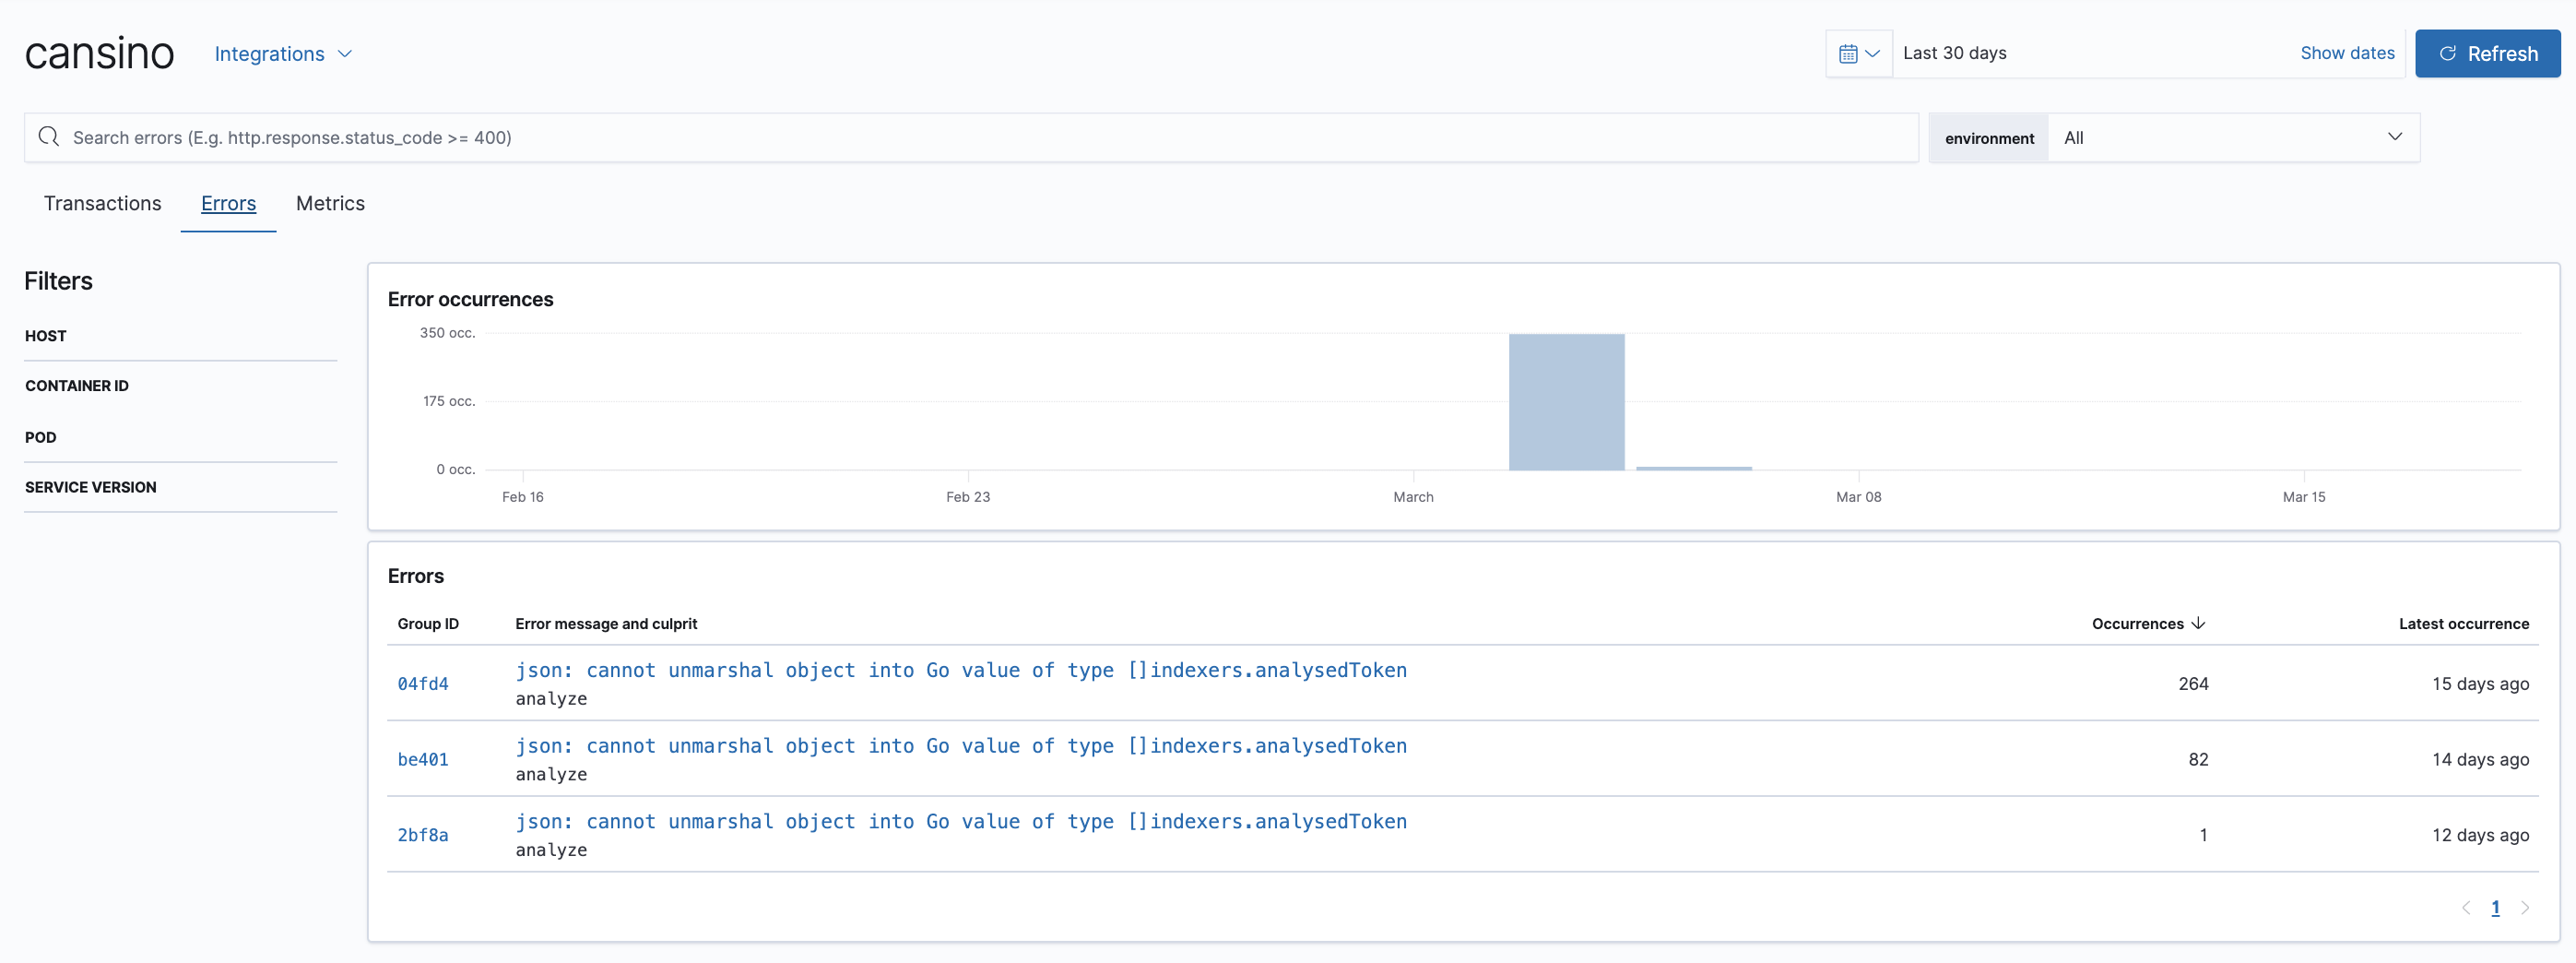 cansino Integrations Last 30 days Show dates Refresh
Search errors (E.g. http.response.status_code >= 400) environment All
Transactions Errors Metrics
Filters
HOST
CONTAINER ID
POD
SERVICE VERSION
Error occurrences
350 occ.
175 occ.
0 occ.
Feb 16 Feb 23 March Mar 08 Mar 15
Errors
Group ID Error message and culprit Occurrences Latest occurrence
04fd4 json: cannot unmarshal object into Go value of type []indexers.analysedToken 264 15 days ago
analyze
be401 json: cannot unmarshal object into Go value of type []indexers.analysedToken 82 14 days ago
analyze
2bf8a json: cannot unmarshal object into Go value of type []indexers.analysedToken 1 12 days ago
analyze
1